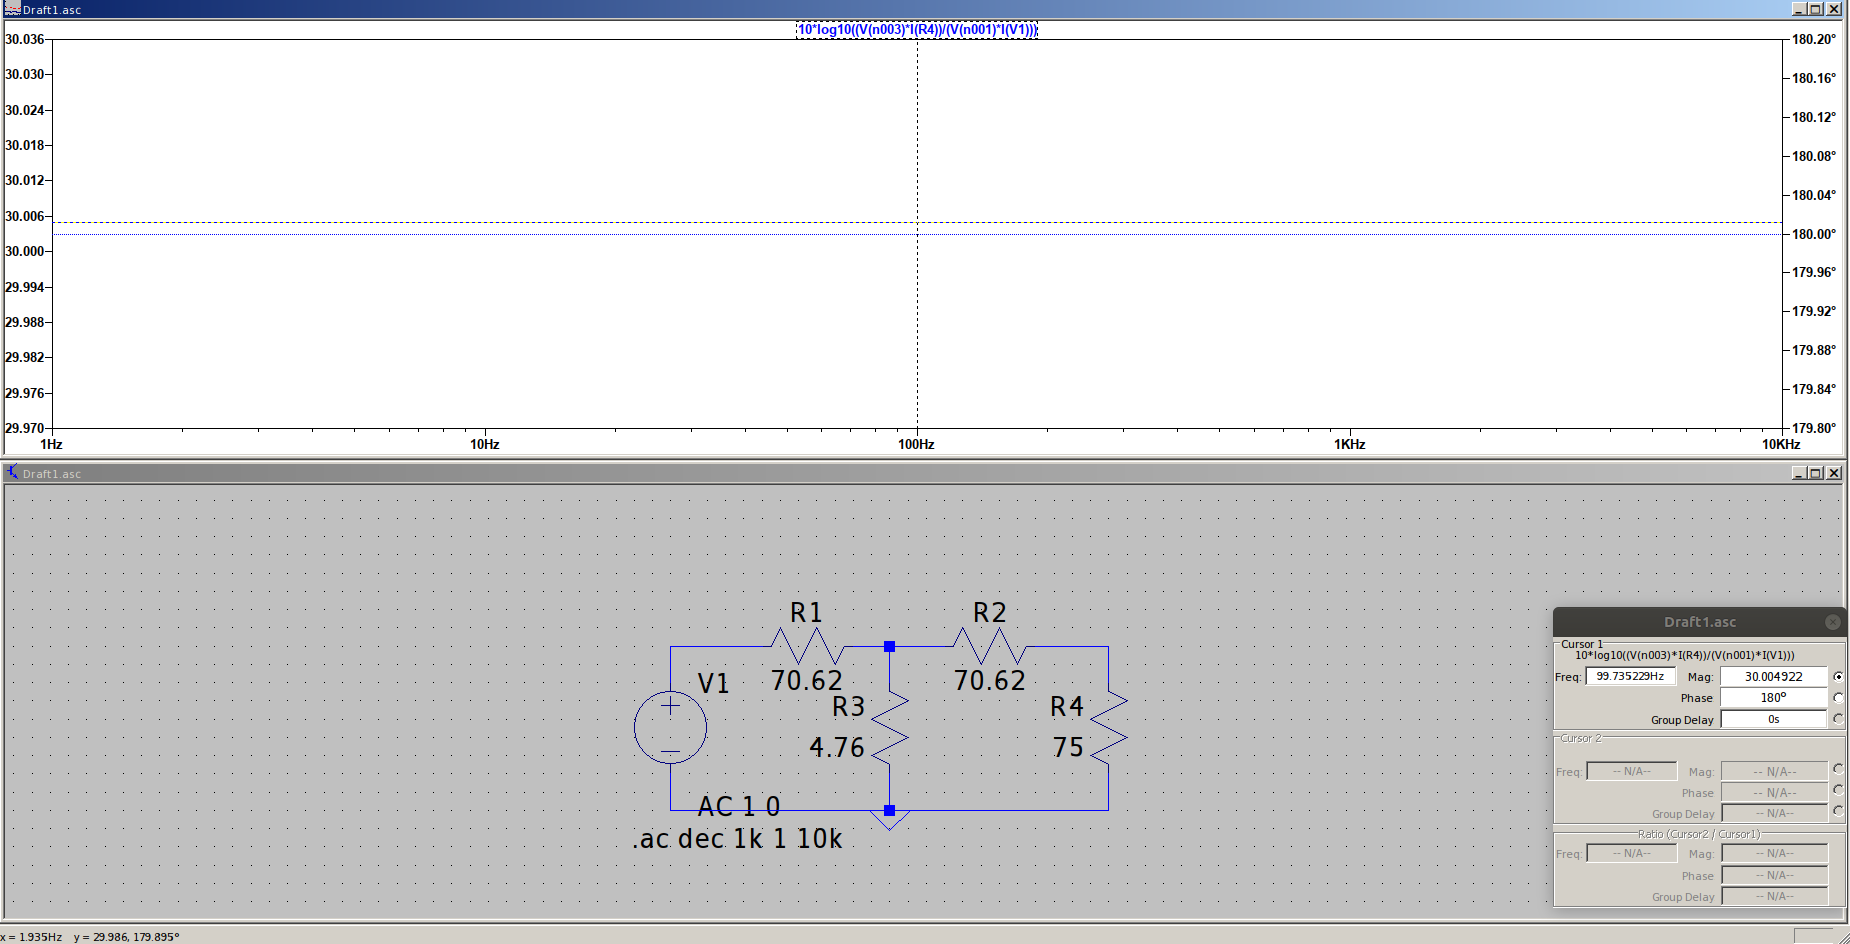 Draft1.asc
10*log10((V(n003)*I(R4))/(V(n001)*I(V1)))
30.036 180.20°
30.030 180.16°
30.024 180.12°
30.018 180.08°
30.012 180.04°
30.006 180.00°
30.000 179.96°
29.994 179.92°
29.988 179.88°
29.982 179.84°
29.976 179.80°
29.970
1Hz 10Hz 100Hz 1KHz 10KHz
Draft1.asc
R1 R2
70.62 70.62
V1 R3 R4
4.76 75
AC 1 0
.ac dec 1k 1 10k
Draft1.asc
Cursor 1
10*log10((V(n003)*I(R4))/(V(n001)*I(V1)))
Freq: 99.735229Hz Mag: 30.004922
Phase 180°
Group Delay 0s
Cursor 2
Freq: -- N/A-- Mag: -- N/A--
Phase -- N/A--
Group Delay -- N/A--
Ratio (Cursor2 / Cursor1)
Freq: -- N/A-- Mag: -- N/A--
Phase -- N/A--
Group Delay -- N/A--
x = 1.935Hz y = 29.986, 179.895°